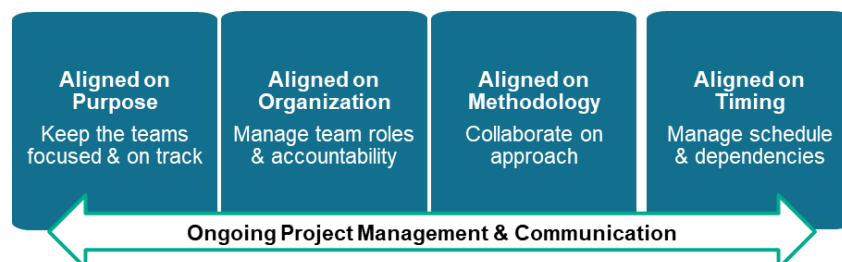 Aligned on
Purpose
Keep the teams
focused & on track
Aligned on
Organization
Manage team roles
& accountability
Aligned on
Methodology
Collaborate on
approach
Aligned on
Timing
Manage schedule
& dependencies
Ongoing Project Management & Communication